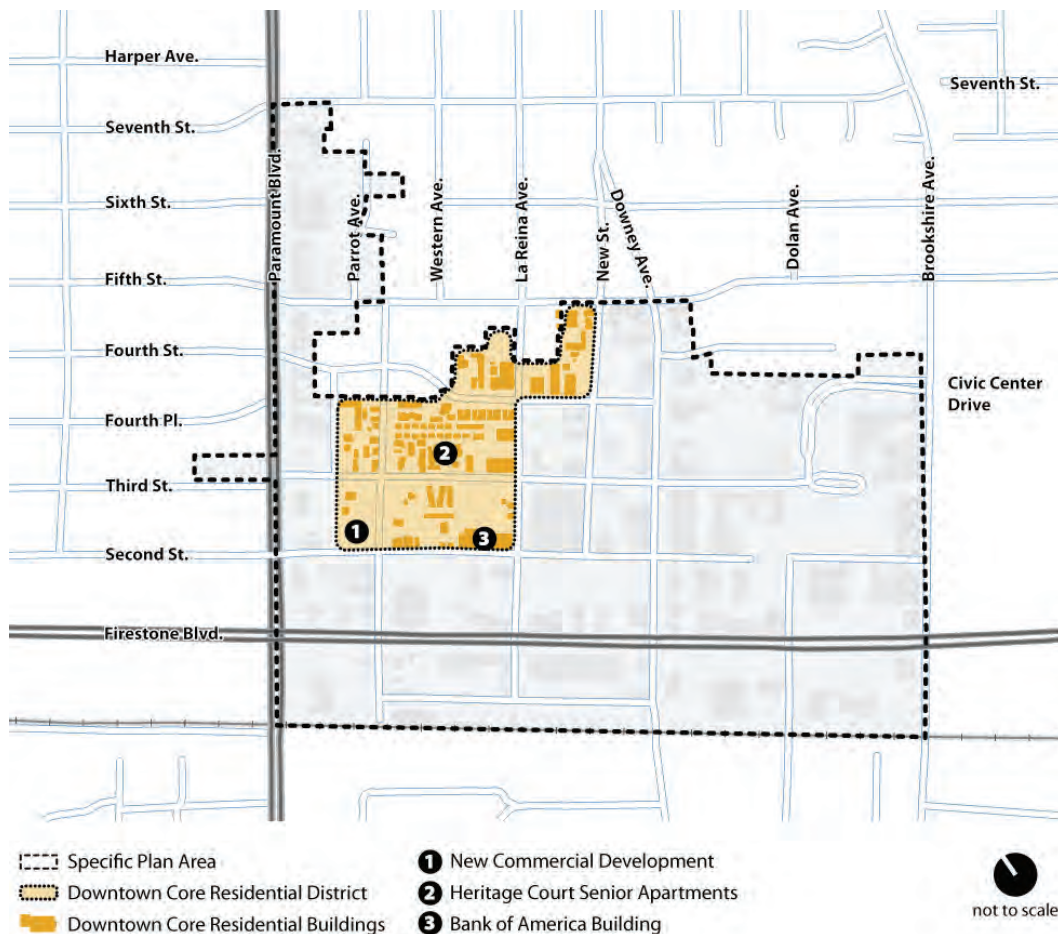 Harper Ave.
Seventh St.
Seventh St.
Sixth St.
Paramount Blvd.
Parrot Ave.
Western Ave.
La Reina Ave.
New St.
Downey Ave.
Dolan Ave.
Brookshire Ave.
Fifth St.
Fourth St.
Civic Center
Drive
Fourth Pl.
2
Third St.
1
3
Second St.
Firestone Blvd.
Specific Plan Area
Downtown Core Residential District
Downtown Core Residential Buildings
1 New Commercial Development
2 Heritage Court Senior Apartments
3 Bank of America Building
not to scale